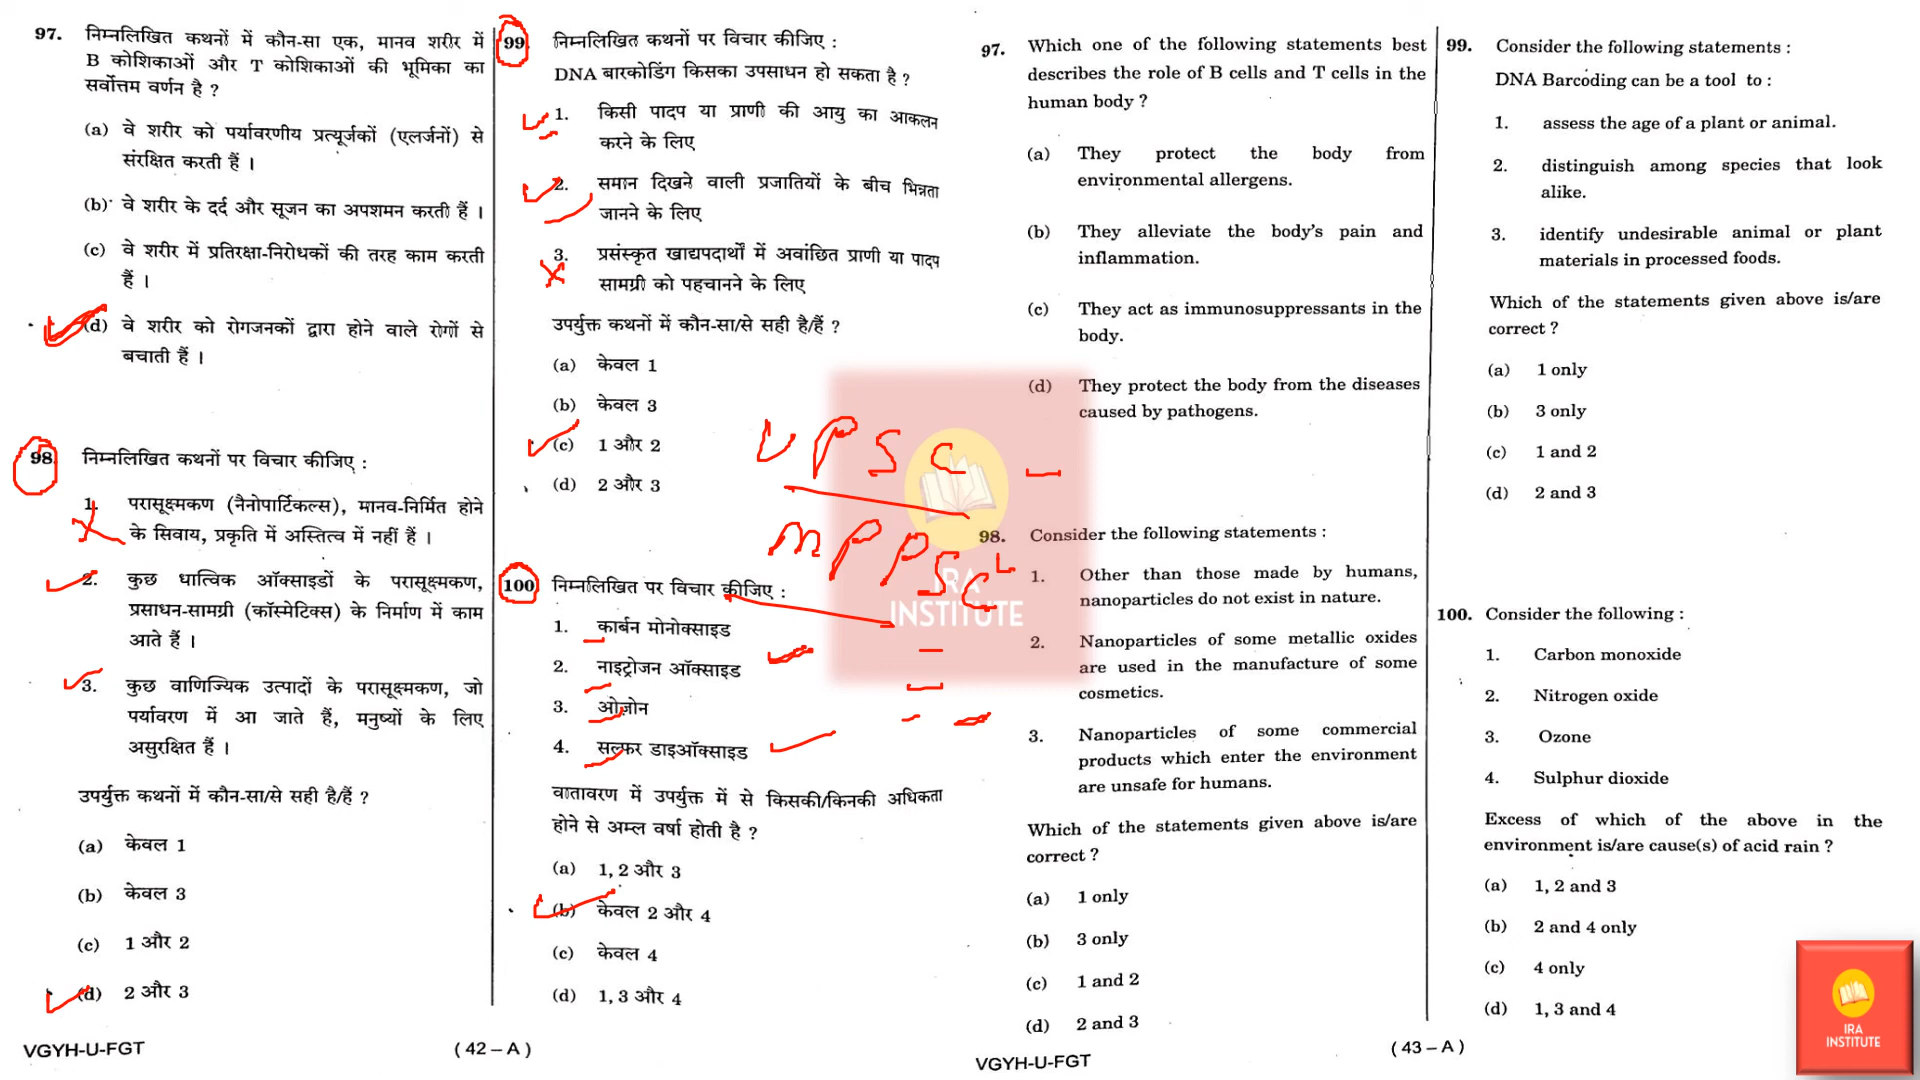 97. निम्नलिखित कथनों में कौन-सा एक, मानव शरीर में
B कोशिकाओं और T कोशिकाओं की भूमिका का
सर्वोत्तम वर्णन है ?
(a) वे शरीर को पर्यावरणीय प्रत्यूर्जकों (एलर्जनों) से
संरक्षित करती हैं ।
(b) वे शरीर के दर्द और सूजन का अपशमन करती हैं ।
(c) वे शरीर में प्रतिरक्षा-निरोधकों की तरह काम करती
हैं ।
(d) वे शरीर को रोगजनकों द्वारा होने वाले रोगों से
बचाती हैं ।
98. निम्नलिखित कथनों पर विचार कीजिए :
1. परासूक्ष्मकण (नैनोपार्टिकल्स), मानव-निर्मित होने
के सिवाय, प्रकृति में अस्तित्व में नहीं हैं ।
2. कुछ धात्विक ऑक्साइडों के परासूक्ष्मकण,
प्रसाधन-सामग्री (कॉस्मेटिक्स) के निर्माण में काम
आते हैं ।
3. कुछ वाणिज्यिक उत्पादों के परासूक्ष्मकण, जो
पर्यावरण में आ जाते हैं, मनुष्यों के लिए
असुरक्षित हैं ।
उपर्युक्त कथनों में कौन-सा/से सही है/हैं ?
(a) केवल 1
(b) केवल 3
(c) 1 और 2
(d) 2 और 3
VGYH-U-FGT
( 42 – A )
99. निम्नलिखित कथनों पर विचार कीजिए :
DNA बारकोडिंग किसका उपसाधन हो सकता है ?
1. किसी पादप या प्राणी की आयु का आकलन
करने के लिए
2. समान दिखने वाली प्रजातियों के बीच भिन्नता
जानने के लिए
3. प्रसंस्कृत खाद्यपदार्थों में अवांछित प्राणी या पादप
सामग्री को पहचानने के लिए
उपर्युक्त कथनों में कौन-सा/से सही है/हैं ?
(a) केवल 1
(b) केवल 3
(c) 1 और 2
(d) 2 और 3
100. निम्नलिखित पर विचार कीजिए :
1. कार्बन मोनोक्साइड
2. नाइट्रोजन ऑक्साइड
3. ओज़ोन
4. सल्फर डाइऑक्साइड
वातावरण में उपर्युक्त में से किसकी/किनकी अधिकता
होने से अम्ल वर्षा होती है ?
(a) 1, 2 और 3
(b) केवल 2 और 4
(c) केवल 4
(d) 1, 3 और 4
UPSC
MPPSC
IRA
INSTITUTE
97. Which one of the following statements best
describes the role of B cells and T cells in the
human body ?
(a) They protect the body from
environmental allergens.
(b) They alleviate the body's pain and
inflammation.
(c) They act as immunosuppressants in the
body.
(d) They protect the body from the diseases
caused by pathogens.
98. Consider the following statements :
1. Other than those made by humans,
nanoparticles do not exist in nature.
2. Nanoparticles of some metallic oxides
are used in the manufacture of some
cosmetics.
3. Nanoparticles of some commercial
products which enter the environment
are unsafe for humans.
Which of the statements given above is/are
correct ?
(a) 1 only
(b) 3 only
(c) 1 and 2
(d) 2 and 3
VGYH-U-FGT
( 43 – A )
99. Consider the following statements :
DNA Barcoding can be a tool to :
1. assess the age of a plant or animal.
2. distinguish among species that look
alike.
3. identify undesirable animal or plant
materials in processed foods.
Which of the statements given above is/are
correct ?
(a) 1 only
(b) 3 only
(c) 1 and 2
(d) 2 and 3
100. Consider the following :
1. Carbon monoxide
2. Nitrogen oxide
3. Ozone
4. Sulphur dioxide
Excess of which of the above in the
environment is/are cause(s) of acid rain ?
(a) 1, 2 and 3
(b) 2 and 4 only
(c) 4 only
(d) 1, 3 and 4
IRA
INSTITUTE